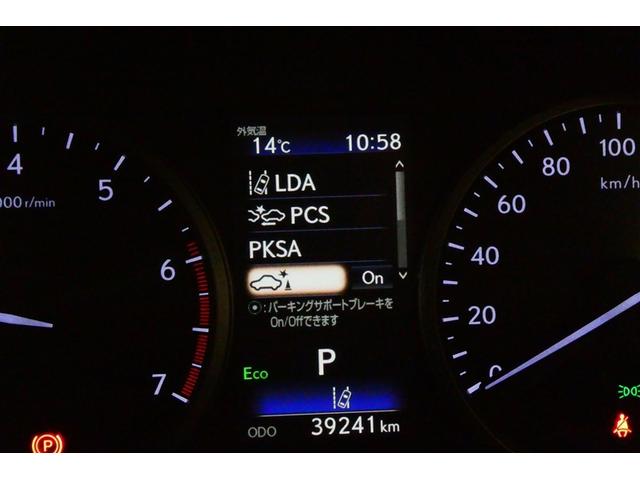 外気温
14℃ 10:58
LDA
PCS
PKSA
On
⦿:パーキングサポートブレーキを
On/Offできます
Eco P
ODO 39241 km
4
5
6
7
000 r/min
100
80
60
40
20
0
km/h
(P)